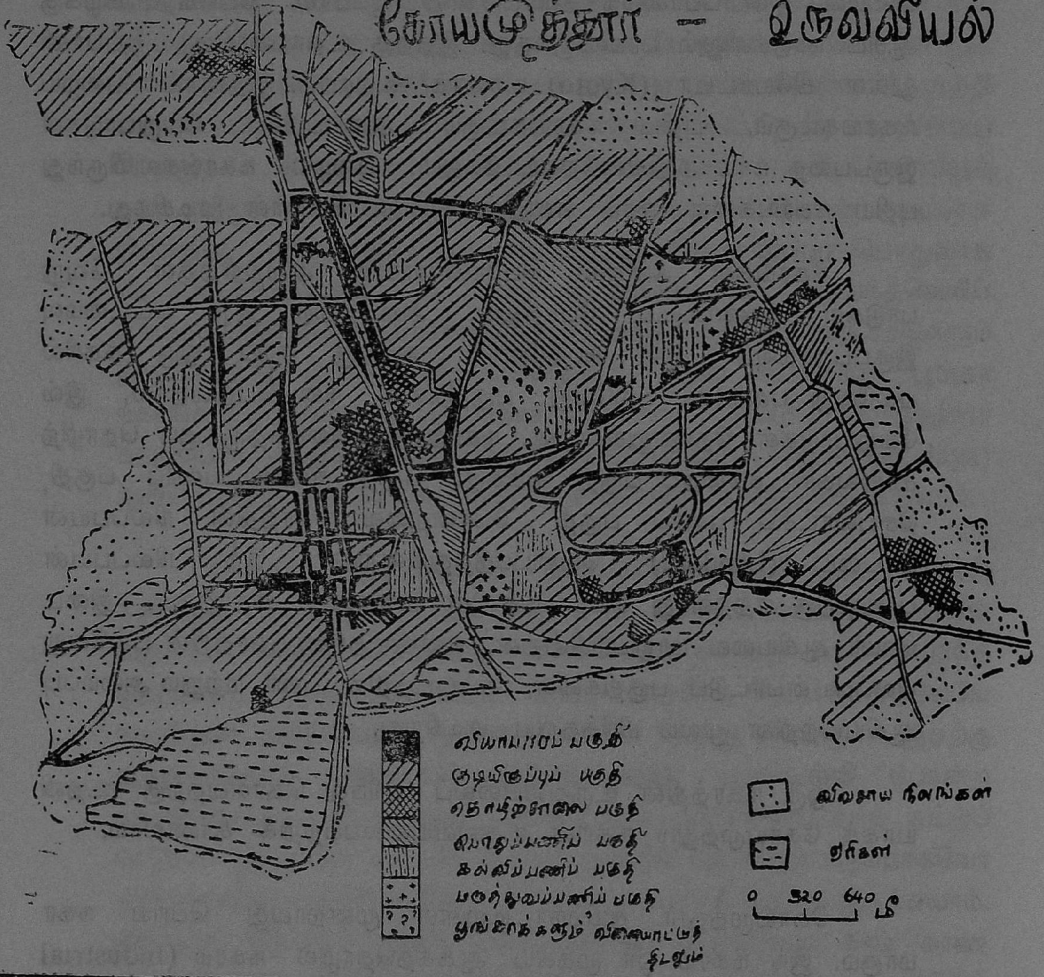 கோயமுத்தூர் - உருவவியல்
வியாபாரப் பகுதி
குடியிருப்புப் பகுதி
தொழிற்சாலை பகுதி
பொதுப்பணிப் பகுதி
கல்விப்பணிப் பகுதி
மருத்துவப்பணிப் பகுதி
பூங்காக்களும் விளையாட்டுத்
திடலும்
விவசாய நிலங்கள்
ஏரிகள்
0 320 640 மீ